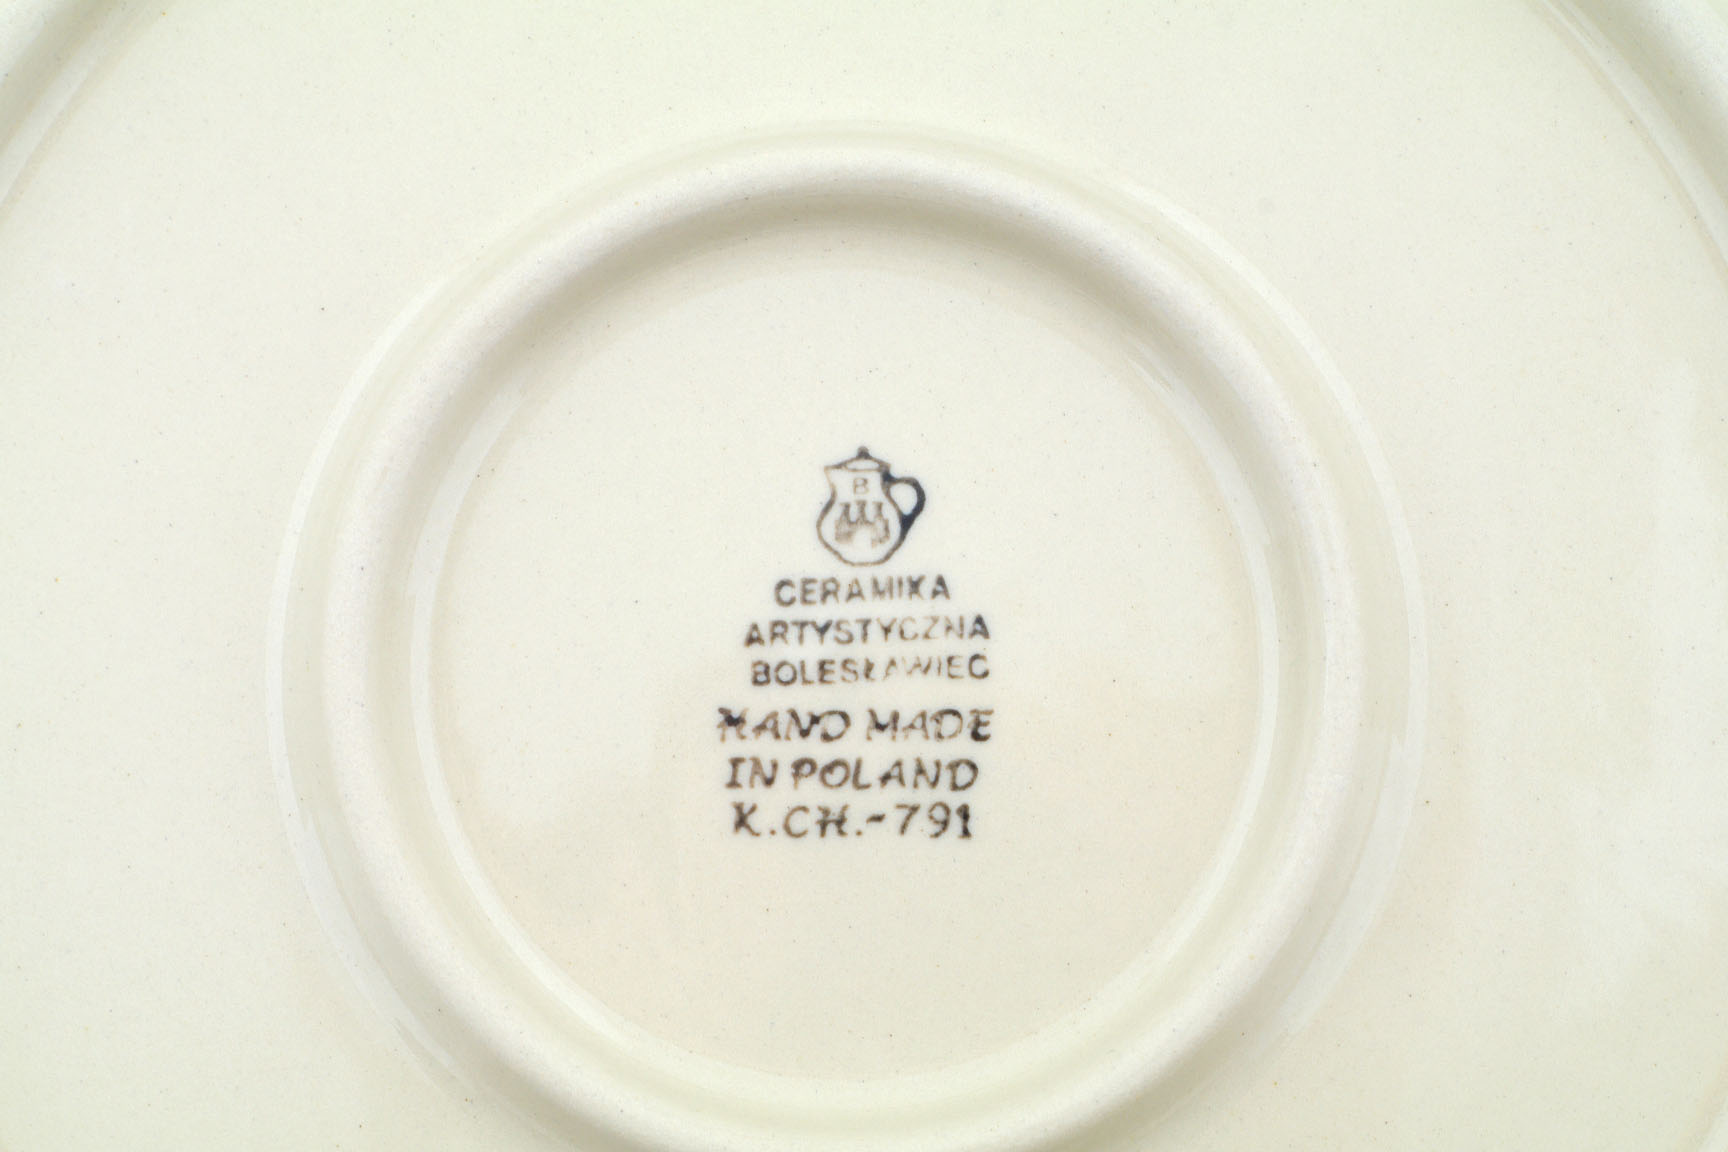 B
CERAMIKA
ARTYSTYCZNA
BOLESŁAWIEC
HAND MADE
IN POLAND
K.CH.-791